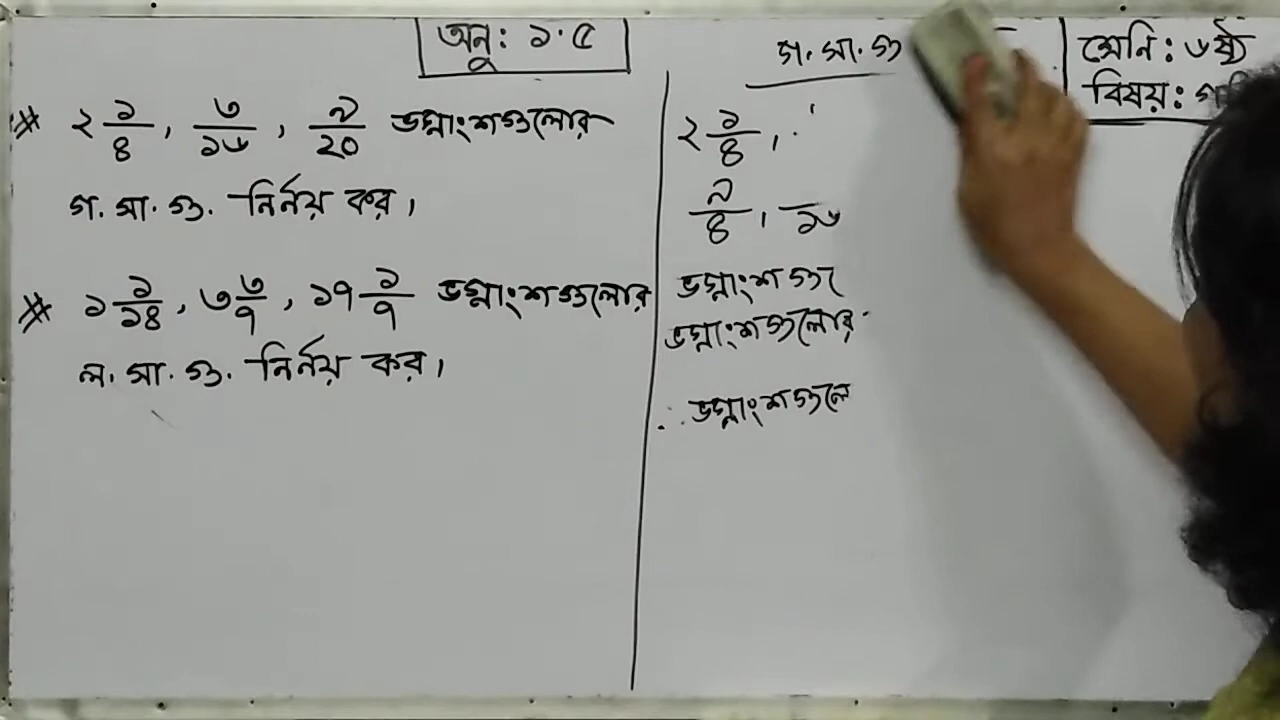 অনু: ১.৫
# ২ ১/৪, ৩/১৬, ৯/২০ ভগ্নাংশগুলোর
গ. সা. গু. নির্নয় কর।
# ১ ১/১৪, ৩ ৩/৭, ১৭ ১/৭ ভগ্নাংশগুলোর
ল. সা. গু. নির্নয় কর।
গ. সা. গু
২ ১/৪,
৯/৪, /১৬
ভগ্নাংশগু
ভগ্নাংশগুলোর
∴ ভগ্নাংশগুলে
শ্রেনি: ৬ষ্ঠ
বিষয়: